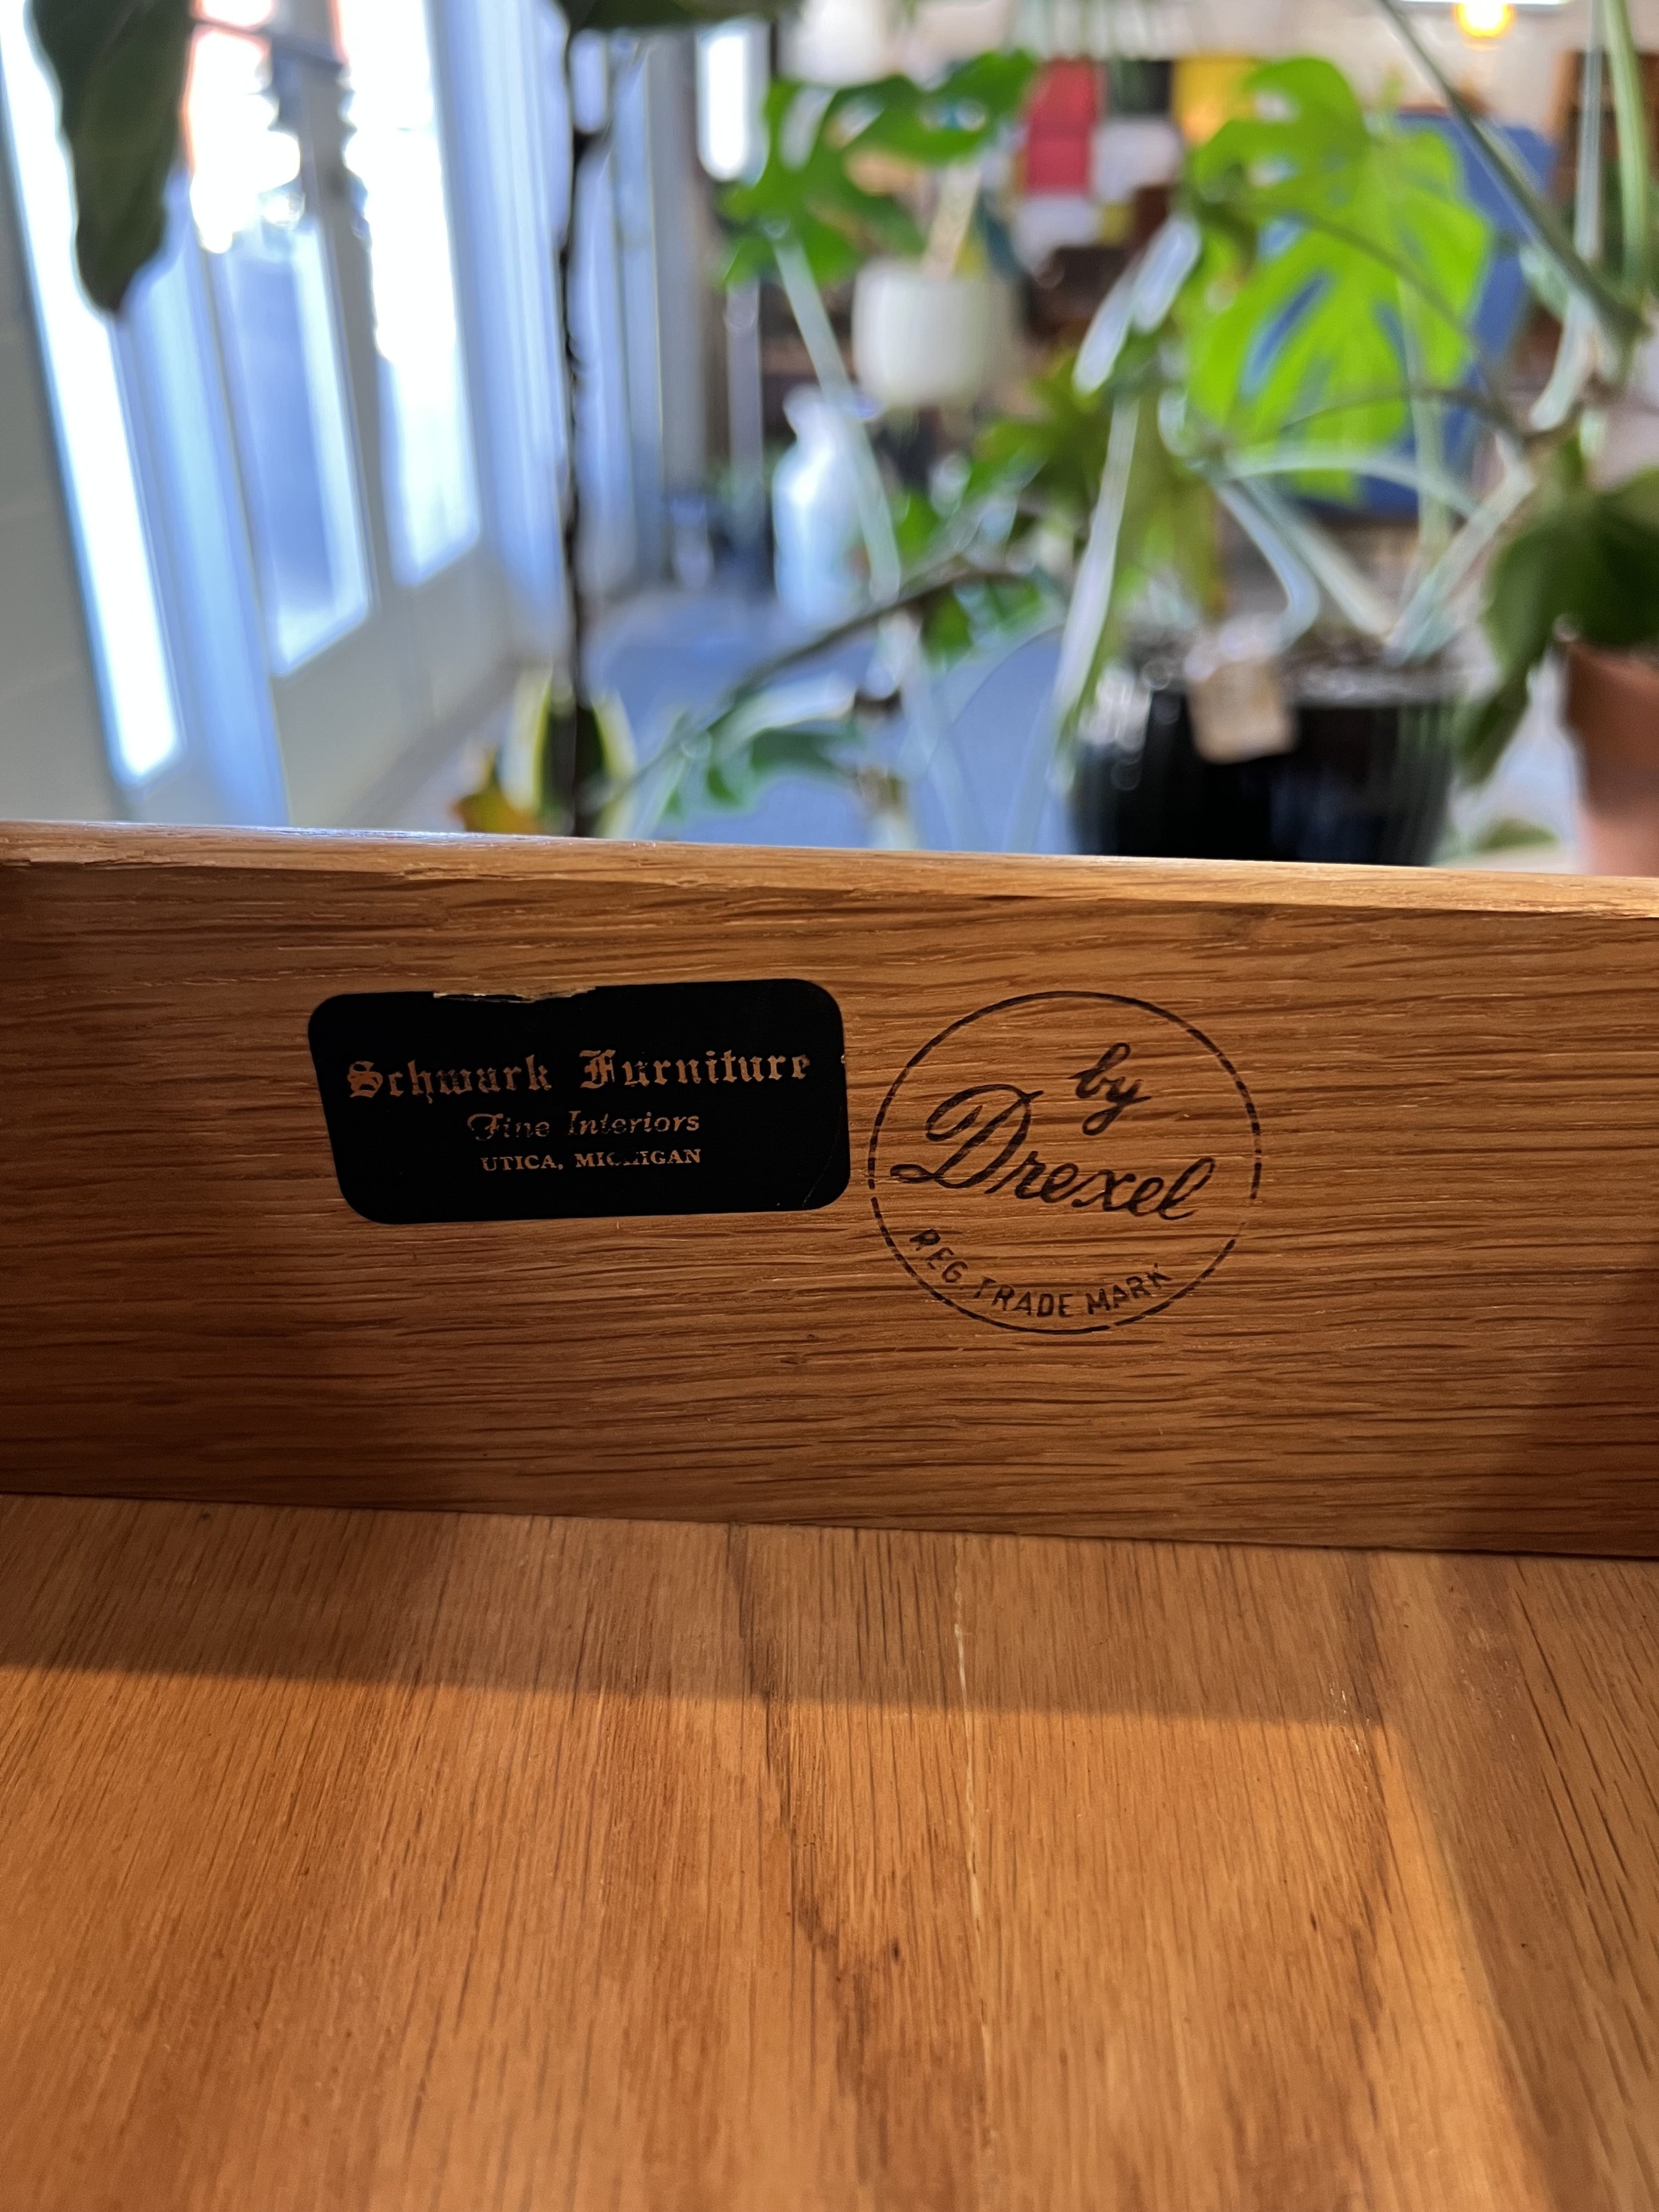 Schwark Furniture
Fine Interiors
UTICA, MICHIGAN
by
Drexel
REG TRADE MARK